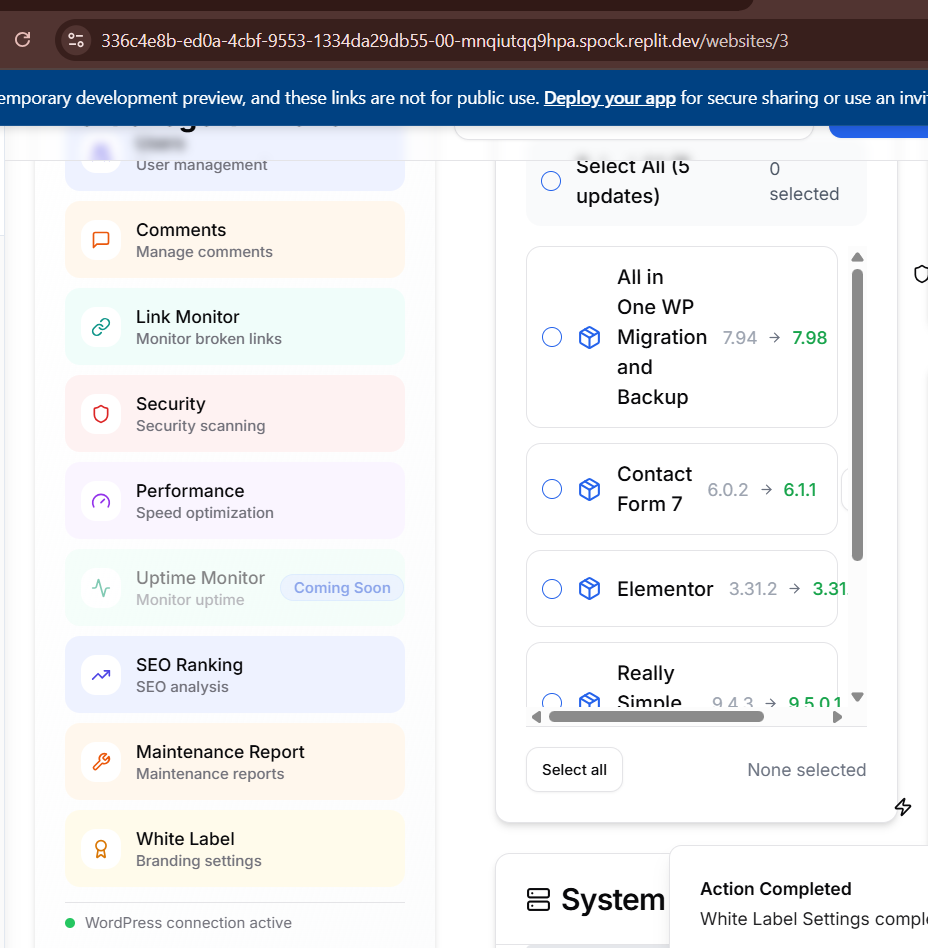 336c4e8b-ed0a-4cbf-9553-1334da29db55-00-mnqiutqq9hpa.spock.replit.dev/websites/3
emporary development preview, and these links are not for public use. Deploy your app for secure sharing or use an invi
Users
User management
Comments
Manage comments
Link Monitor
Monitor broken links
Security
Security scanning
Performance
Speed optimization
Uptime Monitor
Monitor uptime
Coming Soon
SEO Ranking
SEO analysis
Maintenance Report
Maintenance reports
White Label
Branding settings
WordPress connection active
Select All (5
updates)
0
selected
All in
One WP
Migration
and
Backup
7.94 → 7.98
Contact
Form 7
6.0.2 → 6.1.1
Elementor 3.31.2 → 3.31
Really
Simple 9.4.3 → 9.5.0.1
Select all
None selected
System
Action Completed
White Label Settings comple